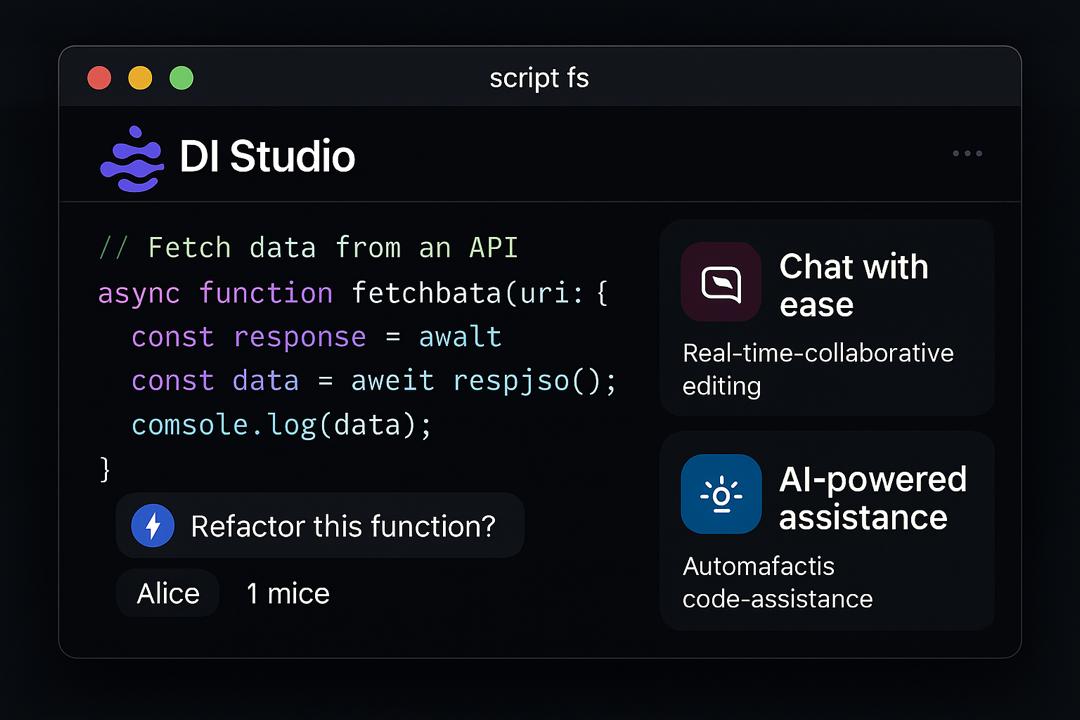 script fs
DI Studio
// Fetch data from an API
async function fetchbata(uri: {
const response = awalt
const data = aweit respjso();
comsole.log(data);
}
Refactor this function?
Alice 1 mice
Chat with
ease
Real-time-collaborative
editing
AI-powered
assistance
Automafactis
code-assistance